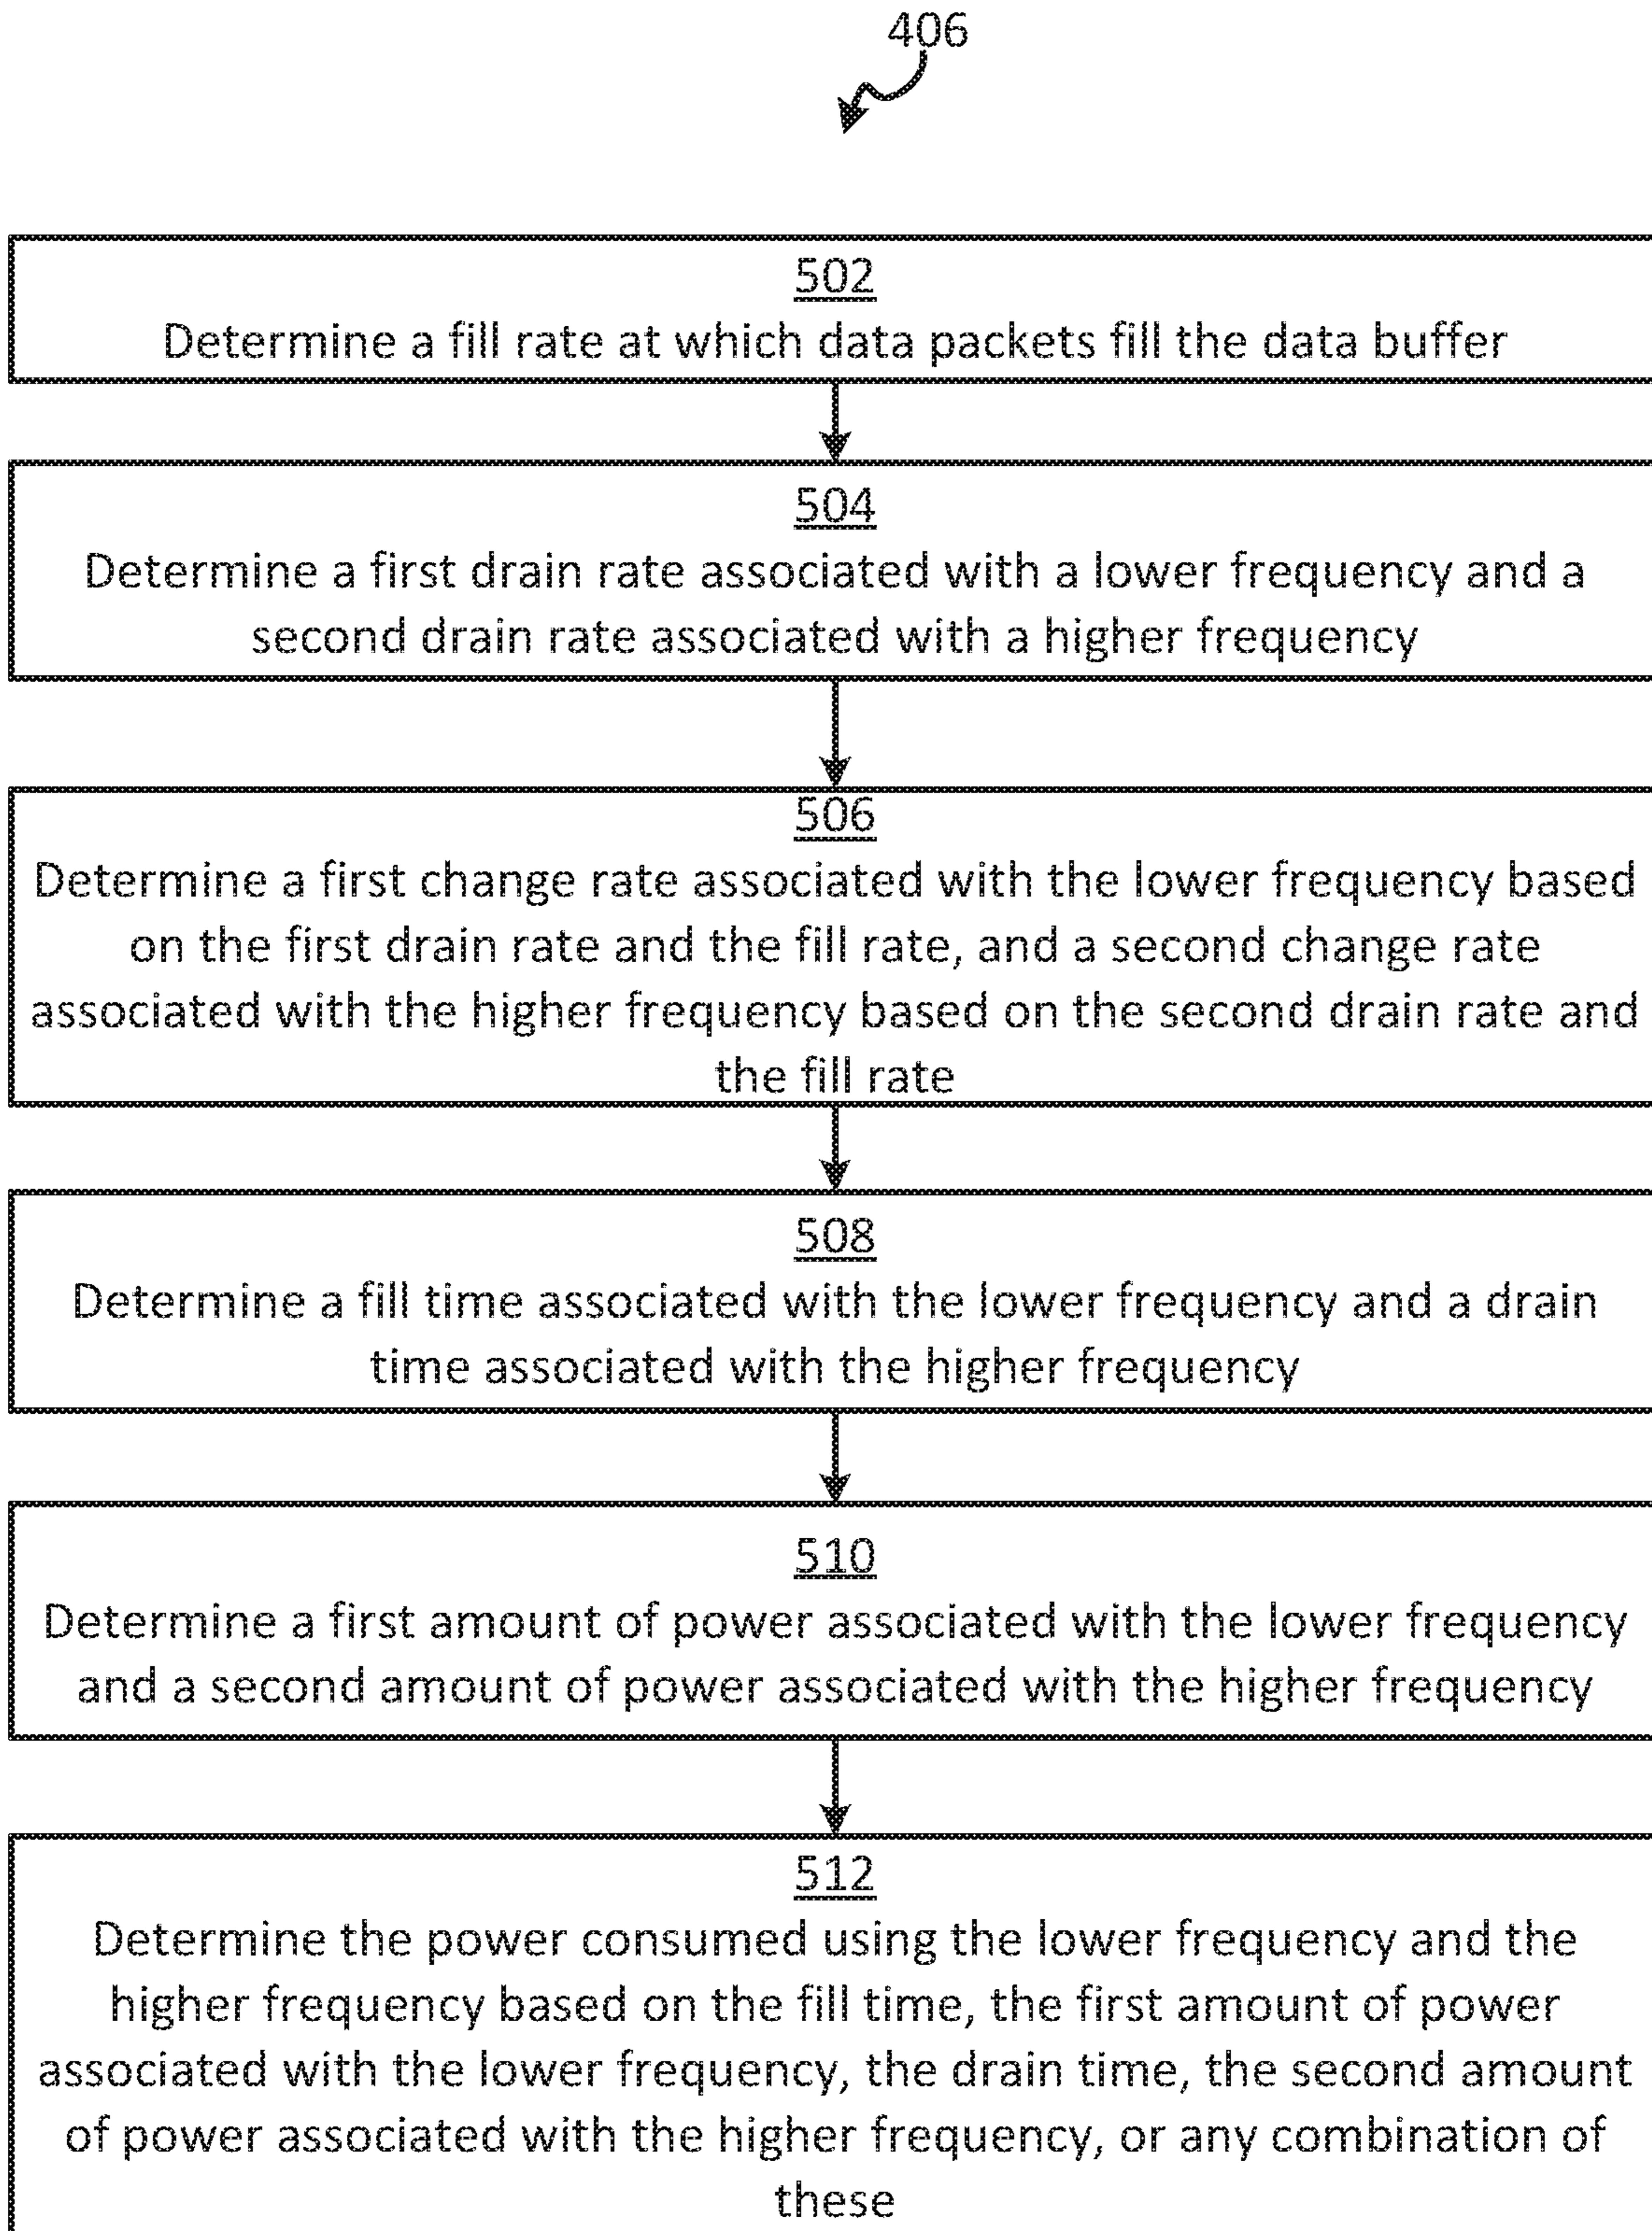 406
502
Determine a fill rate at which data packets fill the data buffer
504
Determine a first drain rate associated with a lower frequency and a
second drain rate associated with a higher frequency
506
Determine a first change rate associated with the lower frequency based
on the first drain rate and the fill rate, and a second change rate
associated with the higher frequency based on the second drain rate and
the fill rate
508
Determine a fill time associated with the lower frequency and a drain
time associated with the higher frequency
510
Determine a first amount of power associated with the lower frequency
and a second amount of power associated with the higher frequency
512
Determine the power consumed using the lower frequency and the
higher frequency based on the fill time, the first amount of power
associated with the lower frequency, the drain time, the second amount
of power associated with the higher frequency, or any combination of
these